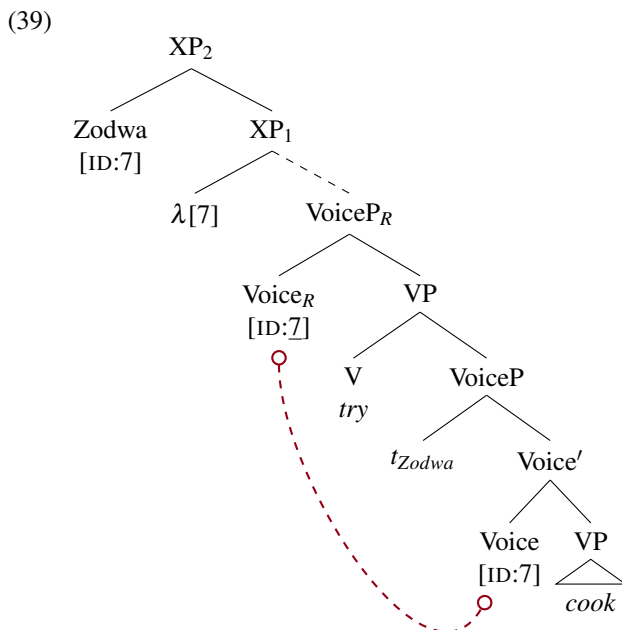 (39)
XP₂
Zodwa XP₁
[ID:7]
λ[7] VoiceP_R
Voice_R VP
[ID:7]
V VoiceP
try
t_Zodwa Voice′
Voice VP
[ID:7]
cook